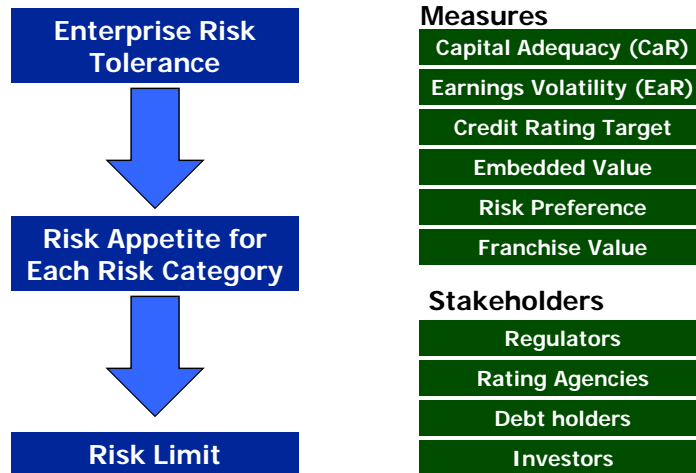 Enterprise Risk
Tolerance
Risk Appetite for
Each Risk Category
Risk Limit
Measures
Capital Adequacy (CaR)
Earnings Volatility (EaR)
Credit Rating Target
Embedded Value
Risk Preference
Franchise Value
Stakeholders
Regulators
Rating Agencies
Debt holders
Investors